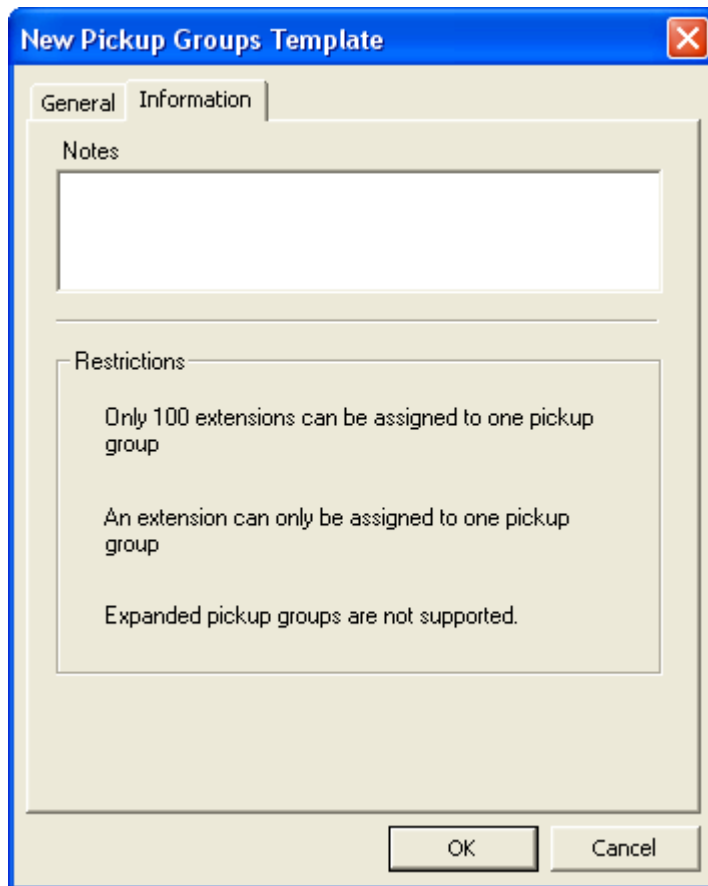 New Pickup Groups Template
General Information
Notes
Restrictions
Only 100 extensions can be assigned to one pickup
group
An extension can only be assigned to one pickup
group
Expanded pickup groups are not supported.
OK Cancel